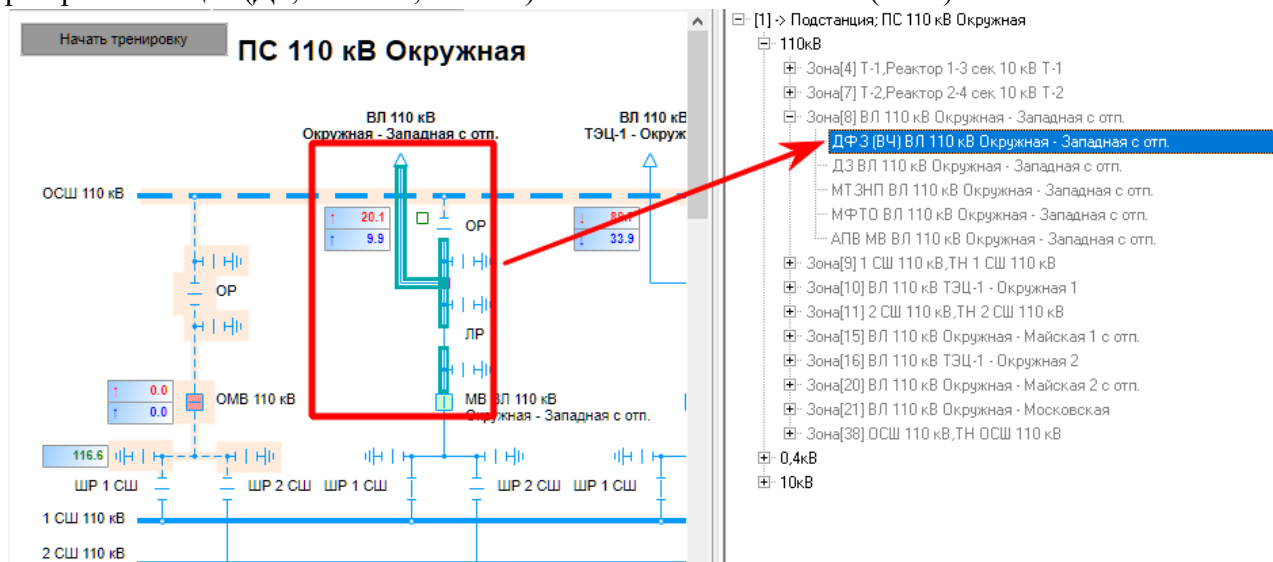 Начать тренировку
ПС 110 кВ Окружная
ВЛ 110 кВ
Окружная - Западная с отп.
ВЛ 110 кВ
ТЭЦ-1 - Окруж
ОСШ 110 кВ
20.1
9.9
ОР
33.9
ОР
ЛР
0.0
0.0
ОМВ 110 кВ
МВ ВЛ 110 кВ
Окружная - Западная с отп.
116.6
ШР 1 СШ
ШР 2 СШ
ШР 1 СШ
ШР 2 СШ
ШР 1 СШ
1 СШ 110 кВ
2 СШ 110 кВ
[1] -> Подстанция; ПС 110 кВ Окружная
110кВ
Зона[4] Т-1,Реактор 1-3 сек 10 кВ Т-1
Зона[7] Т-2,Реактор 2-4 сек 10 кВ Т-2
Зона[8] ВЛ 110 кВ Окружная - Западная с отп.
ДФЗ (ВЧ) ВЛ 110 кВ Окружная - Западная с отп.
ДЗ ВЛ 110 кВ Окружная - Западная с отп.
МТЗНП ВЛ 110 кВ Окружная - Западная с отп.
МФТО ВЛ 110 кВ Окружная - Западная с отп.
АПВ МВ ВЛ 110 кВ Окружная - Западная с отп.
Зона[9] 1 СШ 110 кВ,ТН 1 СШ 110 кВ
Зона[10] ВЛ 110 кВ ТЭЦ-1 - Окружная 1
Зона[11] 2 СШ 110 кВ,ТН 2 СШ 110 кВ
Зона[15] ВЛ 110 кВ Окружная - Майская 1 с отп.
Зона[16] ВЛ 110 кВ ТЭЦ-1 - Окружная 2
Зона[20] ВЛ 110 кВ Окружная - Майская 2 с отп.
Зона[21] ВЛ 110 кВ Окружная - Московская
Зона[38] ОСШ 110 кВ,ТН ОСШ 110 кВ
0,4кВ
10кВ